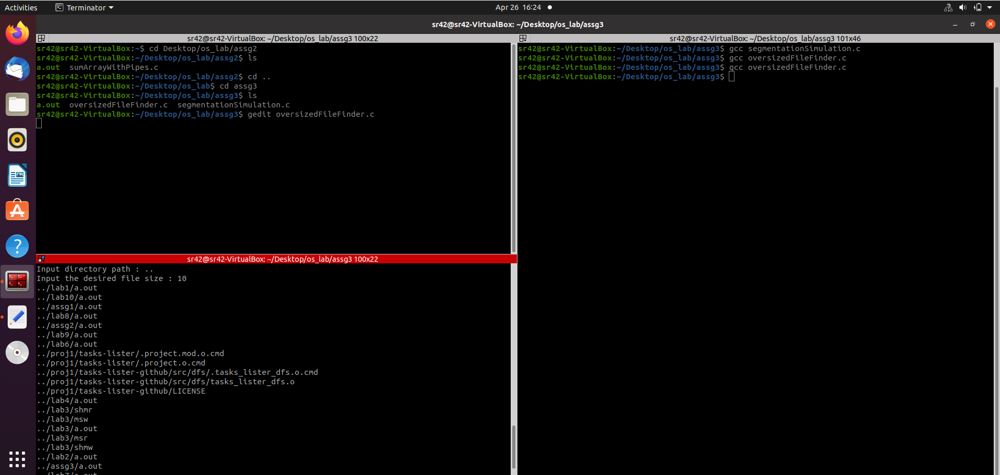 Activities
Terminator
Apr 26 16:24
sr42@sr42-VirtualBox: ~/Desktop/os_lab/assg3
sr42@sr42-VirtualBox: ~/Desktop/os_lab/assg3 100x22
sr42@sr42-VirtualBox:~$ cd Desktop/os_lab/assg2
sr42@sr42-VirtualBox:~/Desktop/os_lab/assg2$ ls
a.out  sumArrayWithPipes.c
sr42@sr42-VirtualBox:~/Desktop/os_lab/assg2$ cd ..
sr42@sr42-VirtualBox:~/Desktop/os_lab$ cd assg3
sr42@sr42-VirtualBox:~/Desktop/os_lab/assg3$ ls
a.out  oversizedFileFinder.c  segmentationSimulation.c
sr42@sr42-VirtualBox:~/Desktop/os_lab/assg3$ gedit oversizedFileFinder.c
sr42@sr42-VirtualBox: ~/Desktop/os_lab/assg3 100x22
Input directory path : ..
Input the desired file size : 10
../lab1/a.out
../lab10/a.out
../assg1/a.out
../lab8/a.out
../assg2/a.out
../lab9/a.out
../lab6/a.out
../proj1/tasks-lister/.project.mod.o.cmd
../proj1/tasks-lister/.project.o.cmd
../proj1/tasks-lister-github/src/dfs/.tasks_lister_dfs.o.cmd
../proj1/tasks-lister-github/src/dfs/tasks_lister_dfs.o
../proj1/tasks-lister-github/LICENSE
../lab4/a.out
../lab3/shmr
../lab3/msw
../lab3/a.out
../lab3/msr
../lab3/shmw
../lab2/a.out
../assg3/a.out
../lab7/a.out
sr42@sr42-VirtualBox: ~/Desktop/os_lab/assg3 101x46
sr42@sr42-VirtualBox:~/Desktop/os_lab/assg3$ gcc segmentationSimulation.c
sr42@sr42-VirtualBox:~/Desktop/os_lab/assg3$ gcc oversizedFileFinder.c
sr42@sr42-VirtualBox:~/Desktop/os_lab/assg3$ gcc oversizedFileFinder.c
sr42@sr42-VirtualBox:~/Desktop/os_lab/assg3$